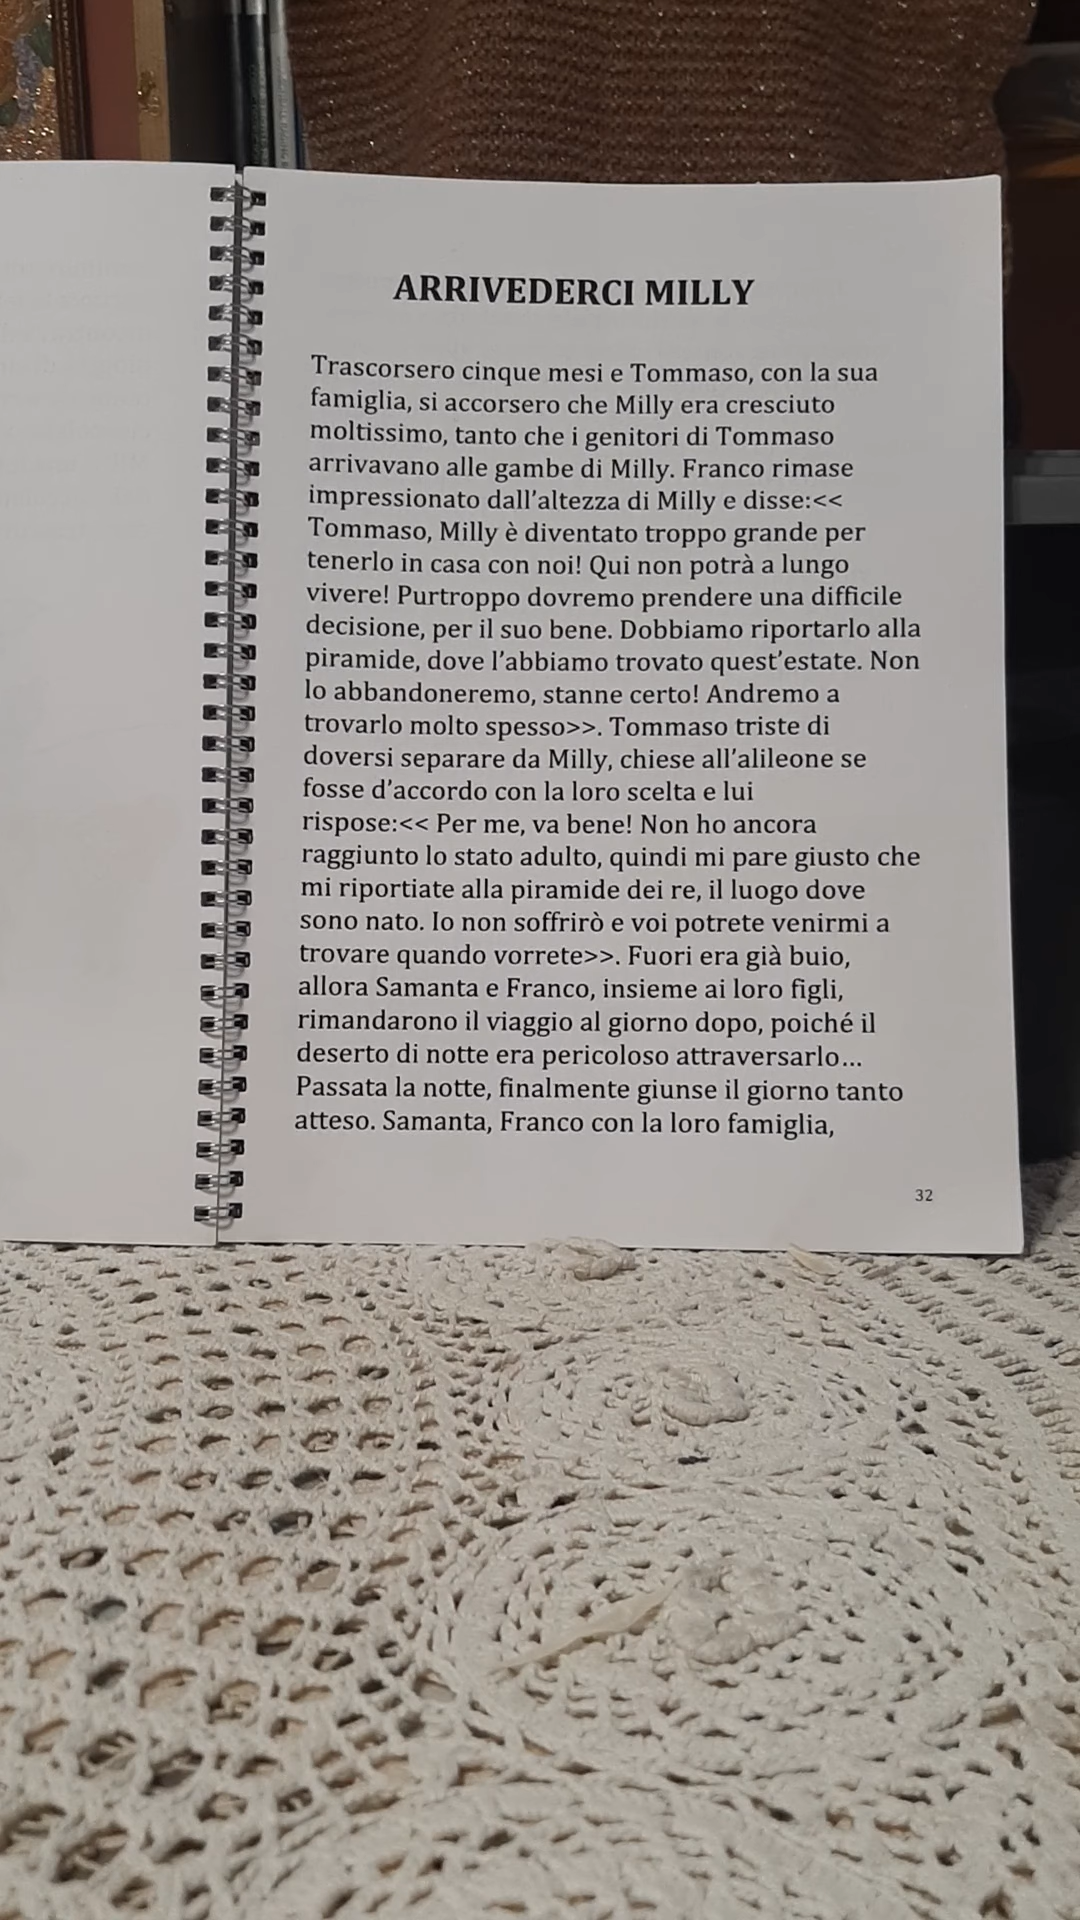 ARRIVEDERCI MILLY
Trascorsero cinque mesi e Tommaso, con la sua
famiglia, si accorsero che Milly era cresciuto
moltissimo, tanto che i genitori di Tommaso
arrivavano alle gambe di Milly. Franco rimase
impressionato dall'altezza di Milly e disse:<<
Tommaso, Milly è diventato troppo grande per
tenerlo in casa con noi! Qui non potrà a lungo
vivere! Purtroppo dovremo prendere una difficile
decisione, per il suo bene. Dobbiamo riportarlo alla
piramide, dove l'abbiamo trovato quest'estate. Non
lo abbandoneremo, stanne certo! Andremo a
trovarlo molto spesso>>. Tommaso triste di
doversi separare da Milly, chiese all'alileone se
fosse d'accordo con la loro scelta e lui
rispose:<< Per me, va bene! Non ho ancora
raggiunto lo stato adulto, quindi mi pare giusto che
mi riportiate alla piramide dei re, il luogo dove
sono nato. Io non soffrirò e voi potrete venirmi a
trovare quando vorrete>>. Fuori era già buio,
allora Samanta e Franco, insieme ai loro figli,
rimandarono il viaggio al giorno dopo, poiché il
deserto di notte era pericoloso attraversarlo...
Passata la notte, finalmente giunse il giorno tanto
atteso. Samanta, Franco con la loro famiglia,
32